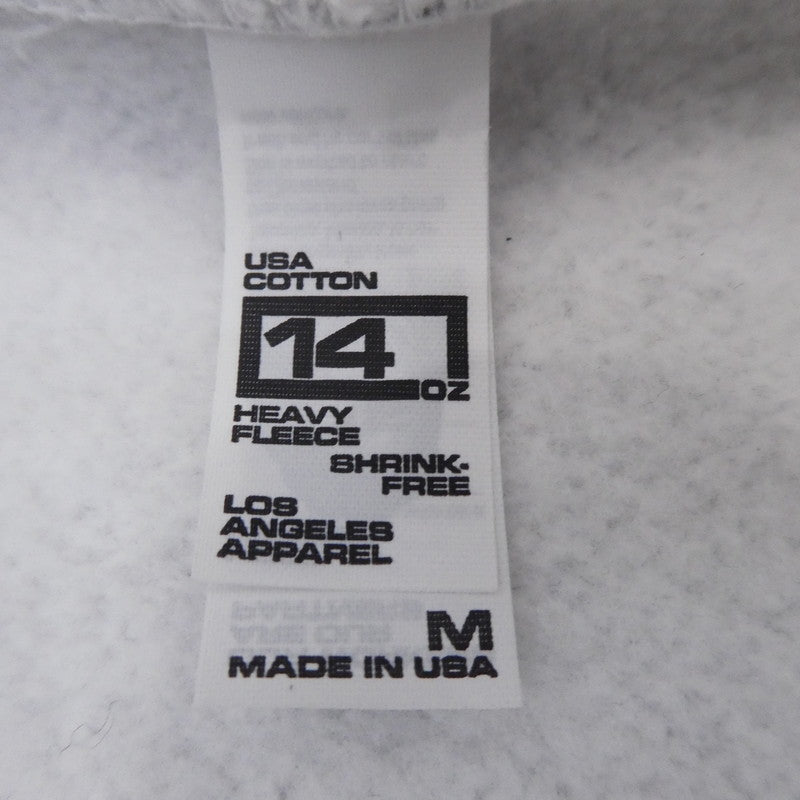 USA
COTTON
14
OZ
HEAVY
FLEECE
SHRINK-
FREE
LOS
ANGELES
APPAREL
M
MADE IN USA